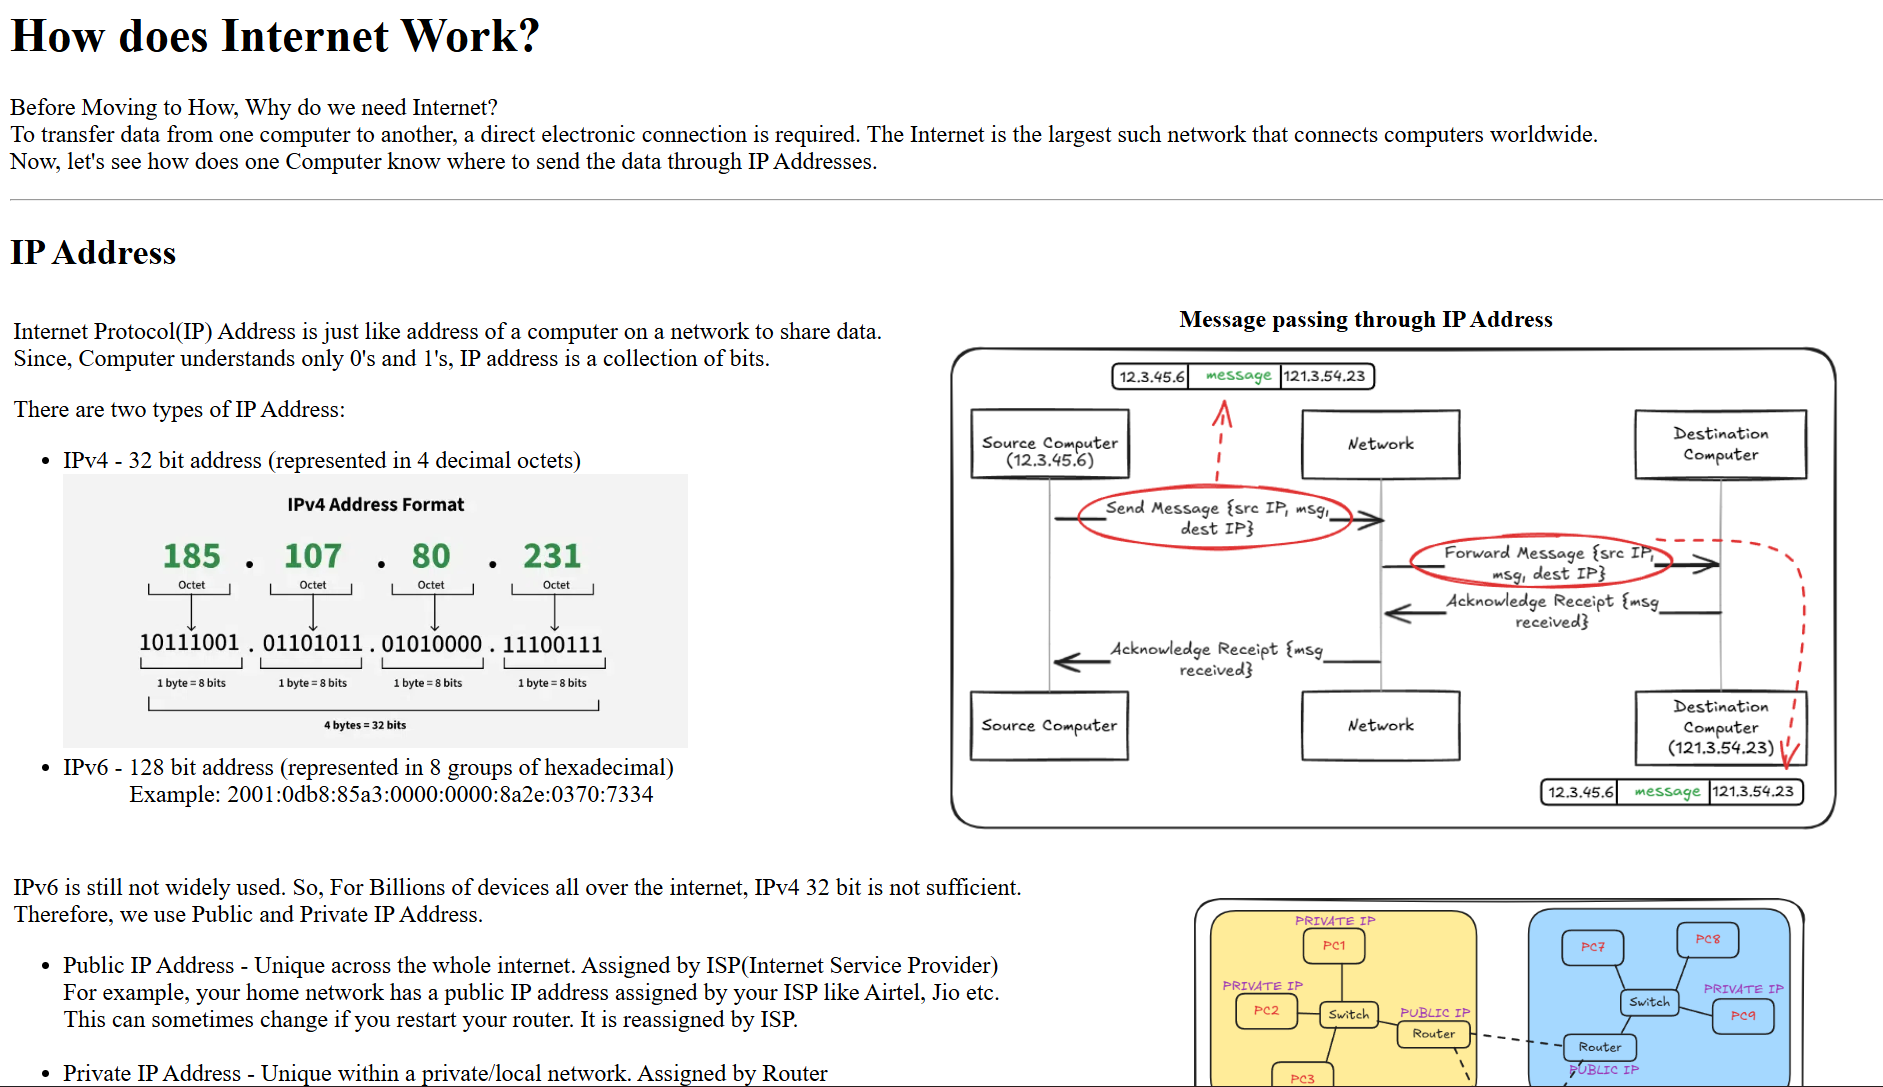 How does Internet Work?
Before Moving to How, Why do we need Internet?
To transfer data from one computer to another, a direct electronic connection is required. The Internet is the largest such network that connects computers worldwide.
Now, let's see how does one Computer know where to send the data through IP Addresses.
IP Address
Internet Protocol(IP) Address is just like address of a computer on a network to share data.
Since, Computer understands only 0's and 1's, IP address is a collection of bits.
There are two types of IP Address:
• IPv4 - 32 bit address (represented in 4 decimal octets)
IPv4 Address Format
185 . 107 . 80 . 231
Octet Octet Octet Octet
10111001 . 01101011 . 01010000 . 11100111
1 byte = 8 bits 1 byte = 8 bits 1 byte = 8 bits 1 byte = 8 bits
4 bytes = 32 bits
• IPv6 - 128 bit address (represented in 8 groups of hexadecimal)
Example: 2001:0db8:85a3:0000:0000:8a2e:0370:7334
Message passing through IP Address
12.3.45.6 message 121.3.54.23
Source Computer
(12.3.45.6)
Network
Destination
Computer
Send Message {src IP, msg,
dest IP}
Forward Message {src IP,
msg, dest IP}
Acknowledge Receipt {msg
received}
Acknowledge Receipt {msg
received}
Source Computer
Network
Destination
Computer
(121.3.54.23)
12.3.45.6 message 121.3.54.23
IPv6 is still not widely used. So, For Billions of devices all over the internet, IPv4 32 bit is not sufficient.
Therefore, we use Public and Private IP Address.
• Public IP Address - Unique across the whole internet. Assigned by ISP(Internet Service Provider)
For example, your home network has a public IP address assigned by your ISP like Airtel, Jio etc.
This can sometimes change if you restart your router. It is reassigned by ISP.
• Private IP Address - Unique within a private/local network. Assigned by Router
PRIVATE IP
PC1
PRIVATE IP
PC2
Switch
PUBLIC IP
Router
PC3
PC7
PC8
PRIVATE IP
Switch
PC9
Router
PUBLIC IP